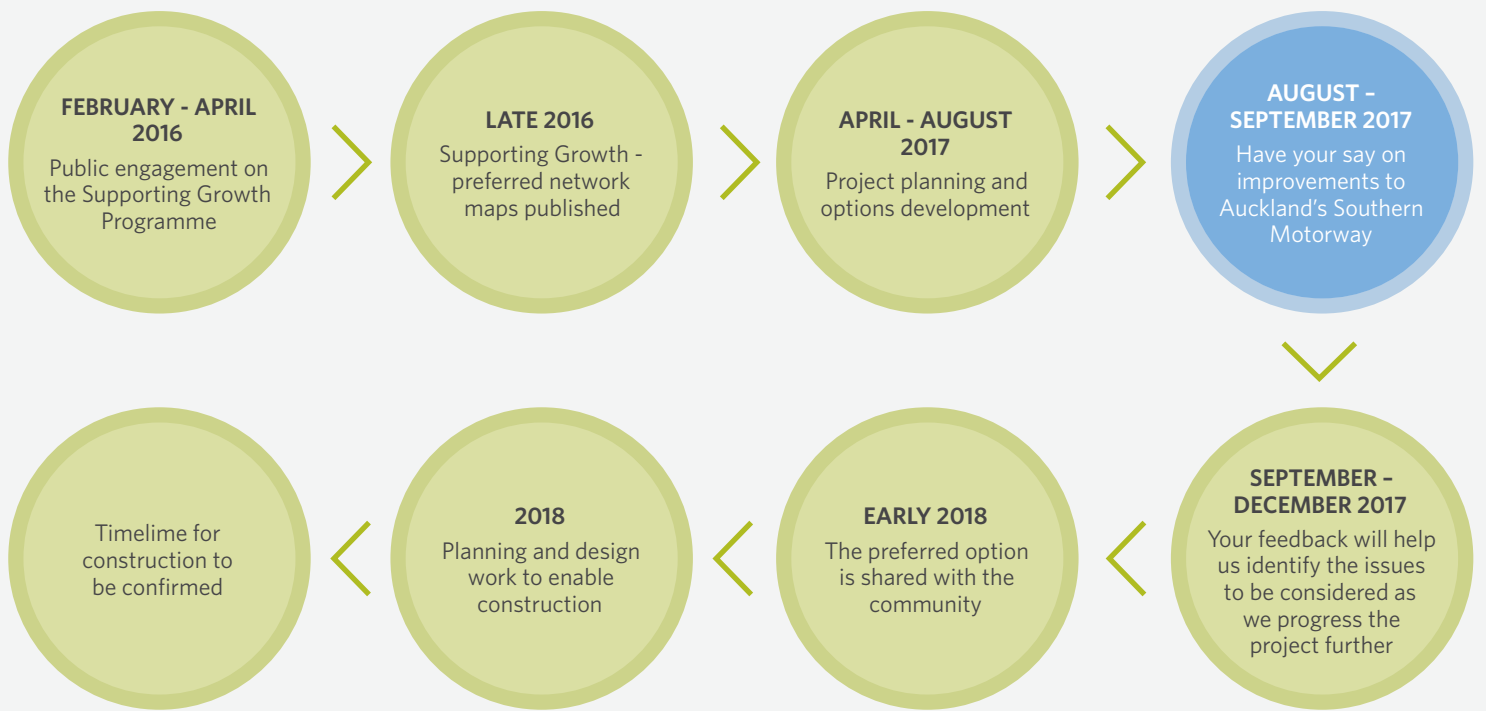 FEBRUARY - APRIL
2016
Public engagement on
the Supporting Growth
Programme
LATE 2016
Supporting Growth -
preferred network
maps published
APRIL - AUGUST
2017
Project planning and
options development
AUGUST –
SEPTEMBER 2017
Have your say on
improvements to
Auckland’s Southern
Motorway
SEPTEMBER –
DECEMBER 2017
Your feedback will help
us identify the issues
to be considered as
we progress the
project further
EARLY 2018
The preferred option
is shared with the
community
2018
Planning and design
work to enable
construction
Timelime for
construction to
be confirmed